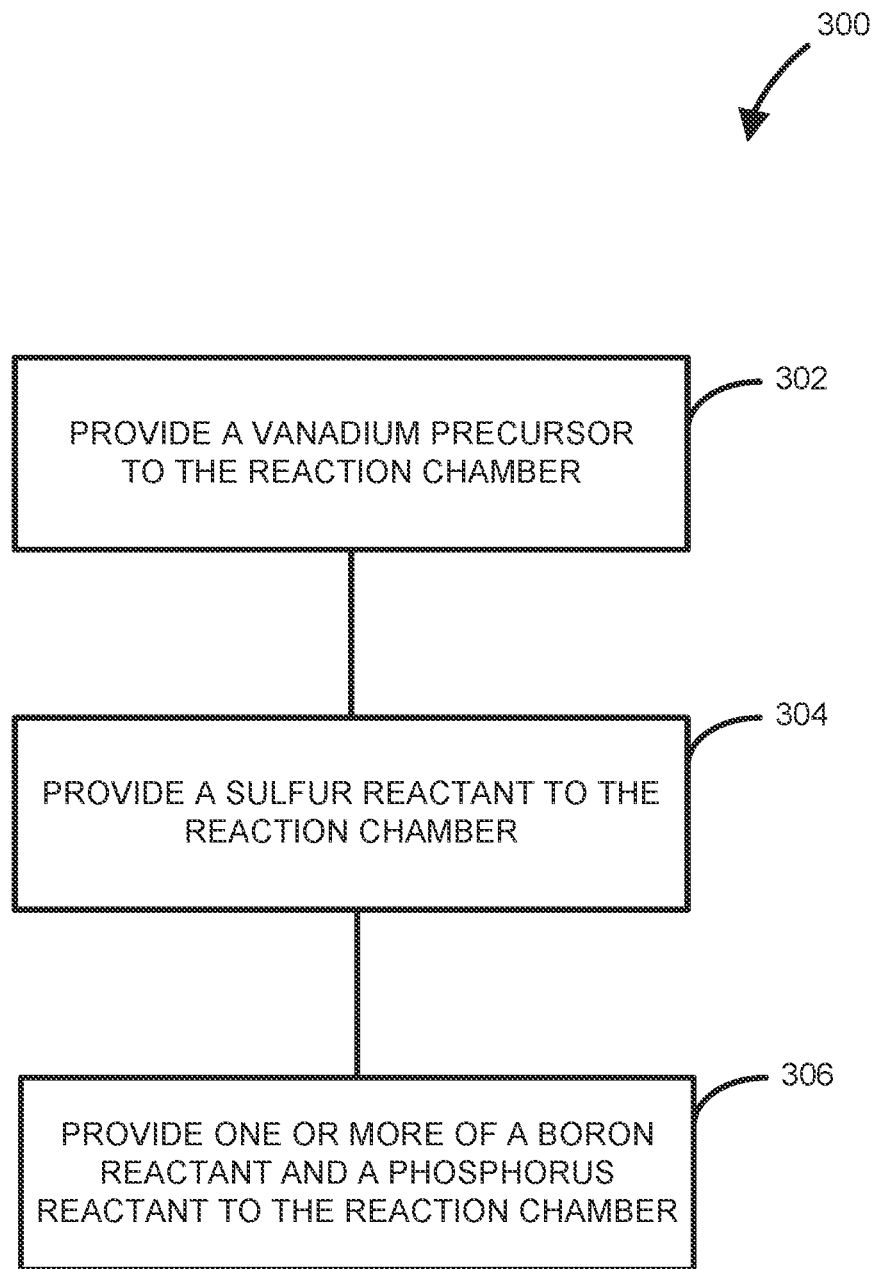 300
302
PROVIDE A VANADIUM PRECURSOR
TO THE REACTION CHAMBER
304
PROVIDE A SULFUR REACTANT TO THE
REACTION CHAMBER
306
PROVIDE ONE OR MORE OF A BORON
REACTANT AND A PHOSPHORUS
REACTANT TO THE REACTION CHAMBER